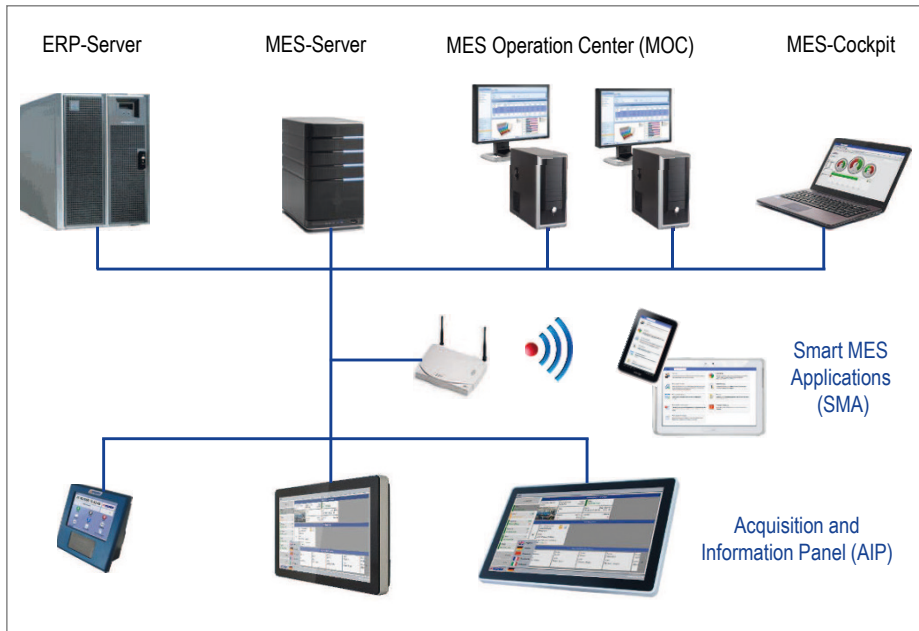 ERP-Server
MES-Server
MES Operation Center (MOC)
MES-Cockpit
Smart MES
Applications
(SMA)
Acquisition and
Information Panel (AIP)